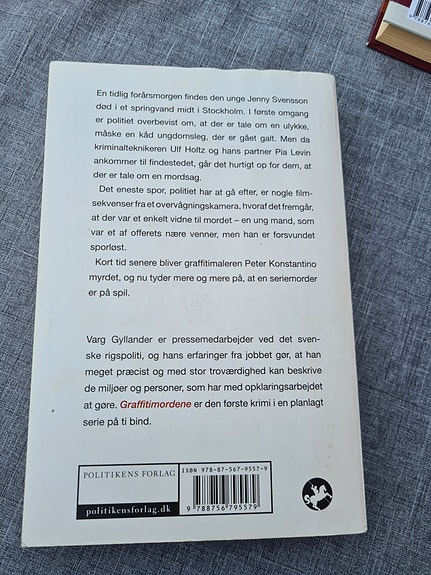 En tidlig forårsmorgen findes den unge Jenny Svensson
død i et springvand midt i Stockholm. I første omgang
er politiet overbevist om, at der er tale om en ulykke,
måske en kåd ungdomsleg, der er gået galt. Men da
kriminalteknikeren Ulf Holtz og hans partner Pia Levin
ankommer til findestedet, går det hurtigt op for dem, at
der er tale om en mordsag.
Det eneste spor, politiet har at gå efter, er nogle film-
sekvenser fra et overvågningskamera, hvoraf det fremgår,
at der var et enkelt vidne til mordet – en ung mand, som
var et af offerets nære venner, men han er forsvundet
sporløst.
Kort tid senere bliver graffitimaleren Peter Konstantino
myrdet, og nu tyder mere og mere på, at en seriemorder
er på spil.
Varg Gyllander er pressemedarbejder ved det sven-
ske rigspoliti, og hans erfaringer fra jobbet gør, at han
meget præcist og med stor troværdighed kan beskrive
de miljøer og personer, som har med opklaringsarbejdet
at gøre. Graffitimordene er den første krimi i en planlagt
serie på ti bind.
POLITIKENS FORLAG
politikensforlag.dk
ISBN 978-87-567-9557-9
9 788756 795579